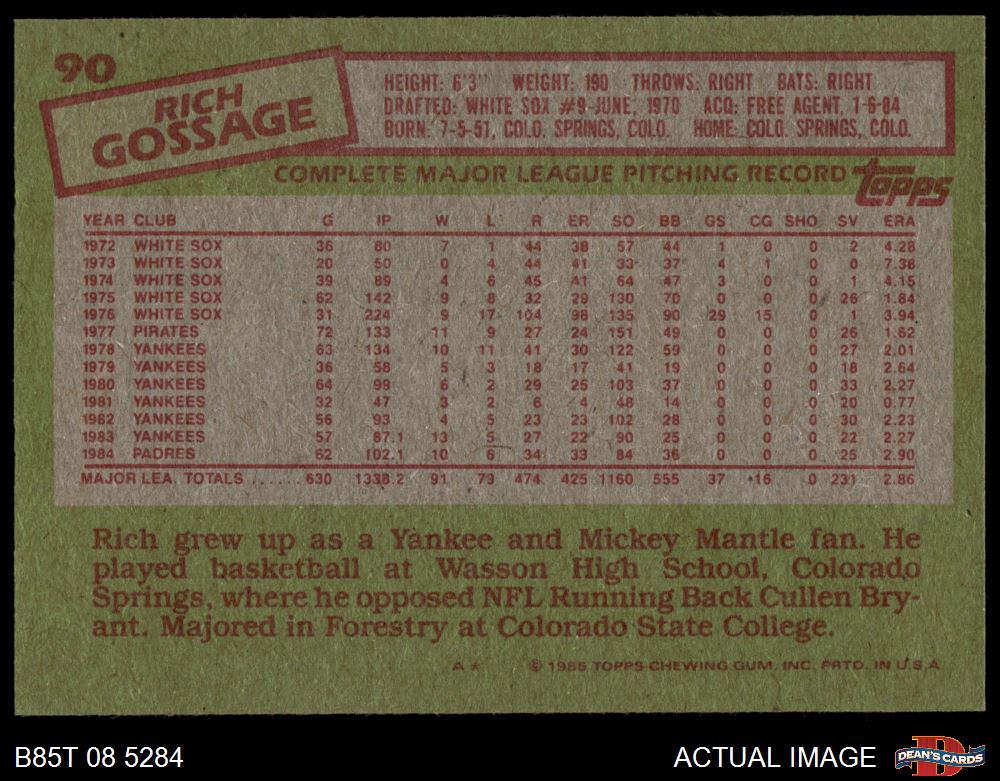 90
RICH
GOSSAGE
HEIGHT: 6'3" WEIGHT: 190 THROWS: RIGHT BATS: RIGHT
DRAFTED: WHITE SOX #9-JUNE, 1970 ACQ: FREE AGENT, 1-6-84
BORN: 7-5-51, COLO. SPRINGS, COLO. HOME: COLO. SPRINGS, COLO.
COMPLETE MAJOR LEAGUE PITCHING RECORD topps
YEAR CLUB G IP W L R ER SO BB GS CG SHO SV ERA
1972 WHITE SOX 36 80 7 1 44 38 57 44 1 0 0 2 4.28
1973 WHITE SOX 20 50 0 4 44 41 33 37 4 1 0 0 7.38
1974 WHITE SOX 39 89 4 6 45 41 64 47 3 0 0 1 4.15
1975 WHITE SOX 62 142 9 8 32 29 130 70 0 0 0 26 1.84
1976 WHITE SOX 31 224 9 17 104 98 135 90 29 15 0 1 3.94
1977 PIRATES 72 133 11 9 27 24 151 49 0 0 0 26 1.62
1978 YANKEES 63 134 10 11 41 30 122 59 0 0 0 27 2.01
1979 YANKEES 36 58 5 3 18 17 41 19 0 0 0 18 2.64
1980 YANKEES 64 99 6 2 29 25 103 37 0 0 0 33 2.27
1981 YANKEES 32 47 3 2 6 4 48 14 0 0 0 20 0.77
1982 YANKEES 56 93 4 5 23 23 102 28 0 0 0 30 2.23
1983 YANKEES 57 87.1 13 5 27 22 90 25 0 0 0 22 2.27
1984 PADRES 62 102.1 10 6 34 33 84 36 0 0 0 25 2.90
MAJOR LEA. TOTALS ...... 630 1338.2 91 79 474 425 1160 555 37 16 0 231 2.86
Rich grew up as a Yankee and Mickey Mantle fan. He
played basketball at Wasson High School, Colorado
Springs, where he opposed NFL Running Back Cullen Bry-
ant. Majored in Forestry at Colorado State College.
A* © 1985 TOPPS CHEWING GUM, INC. PRTD. IN U.S.A.
B85T 08 5284 ACTUAL IMAGE D DEAN'S CARDS